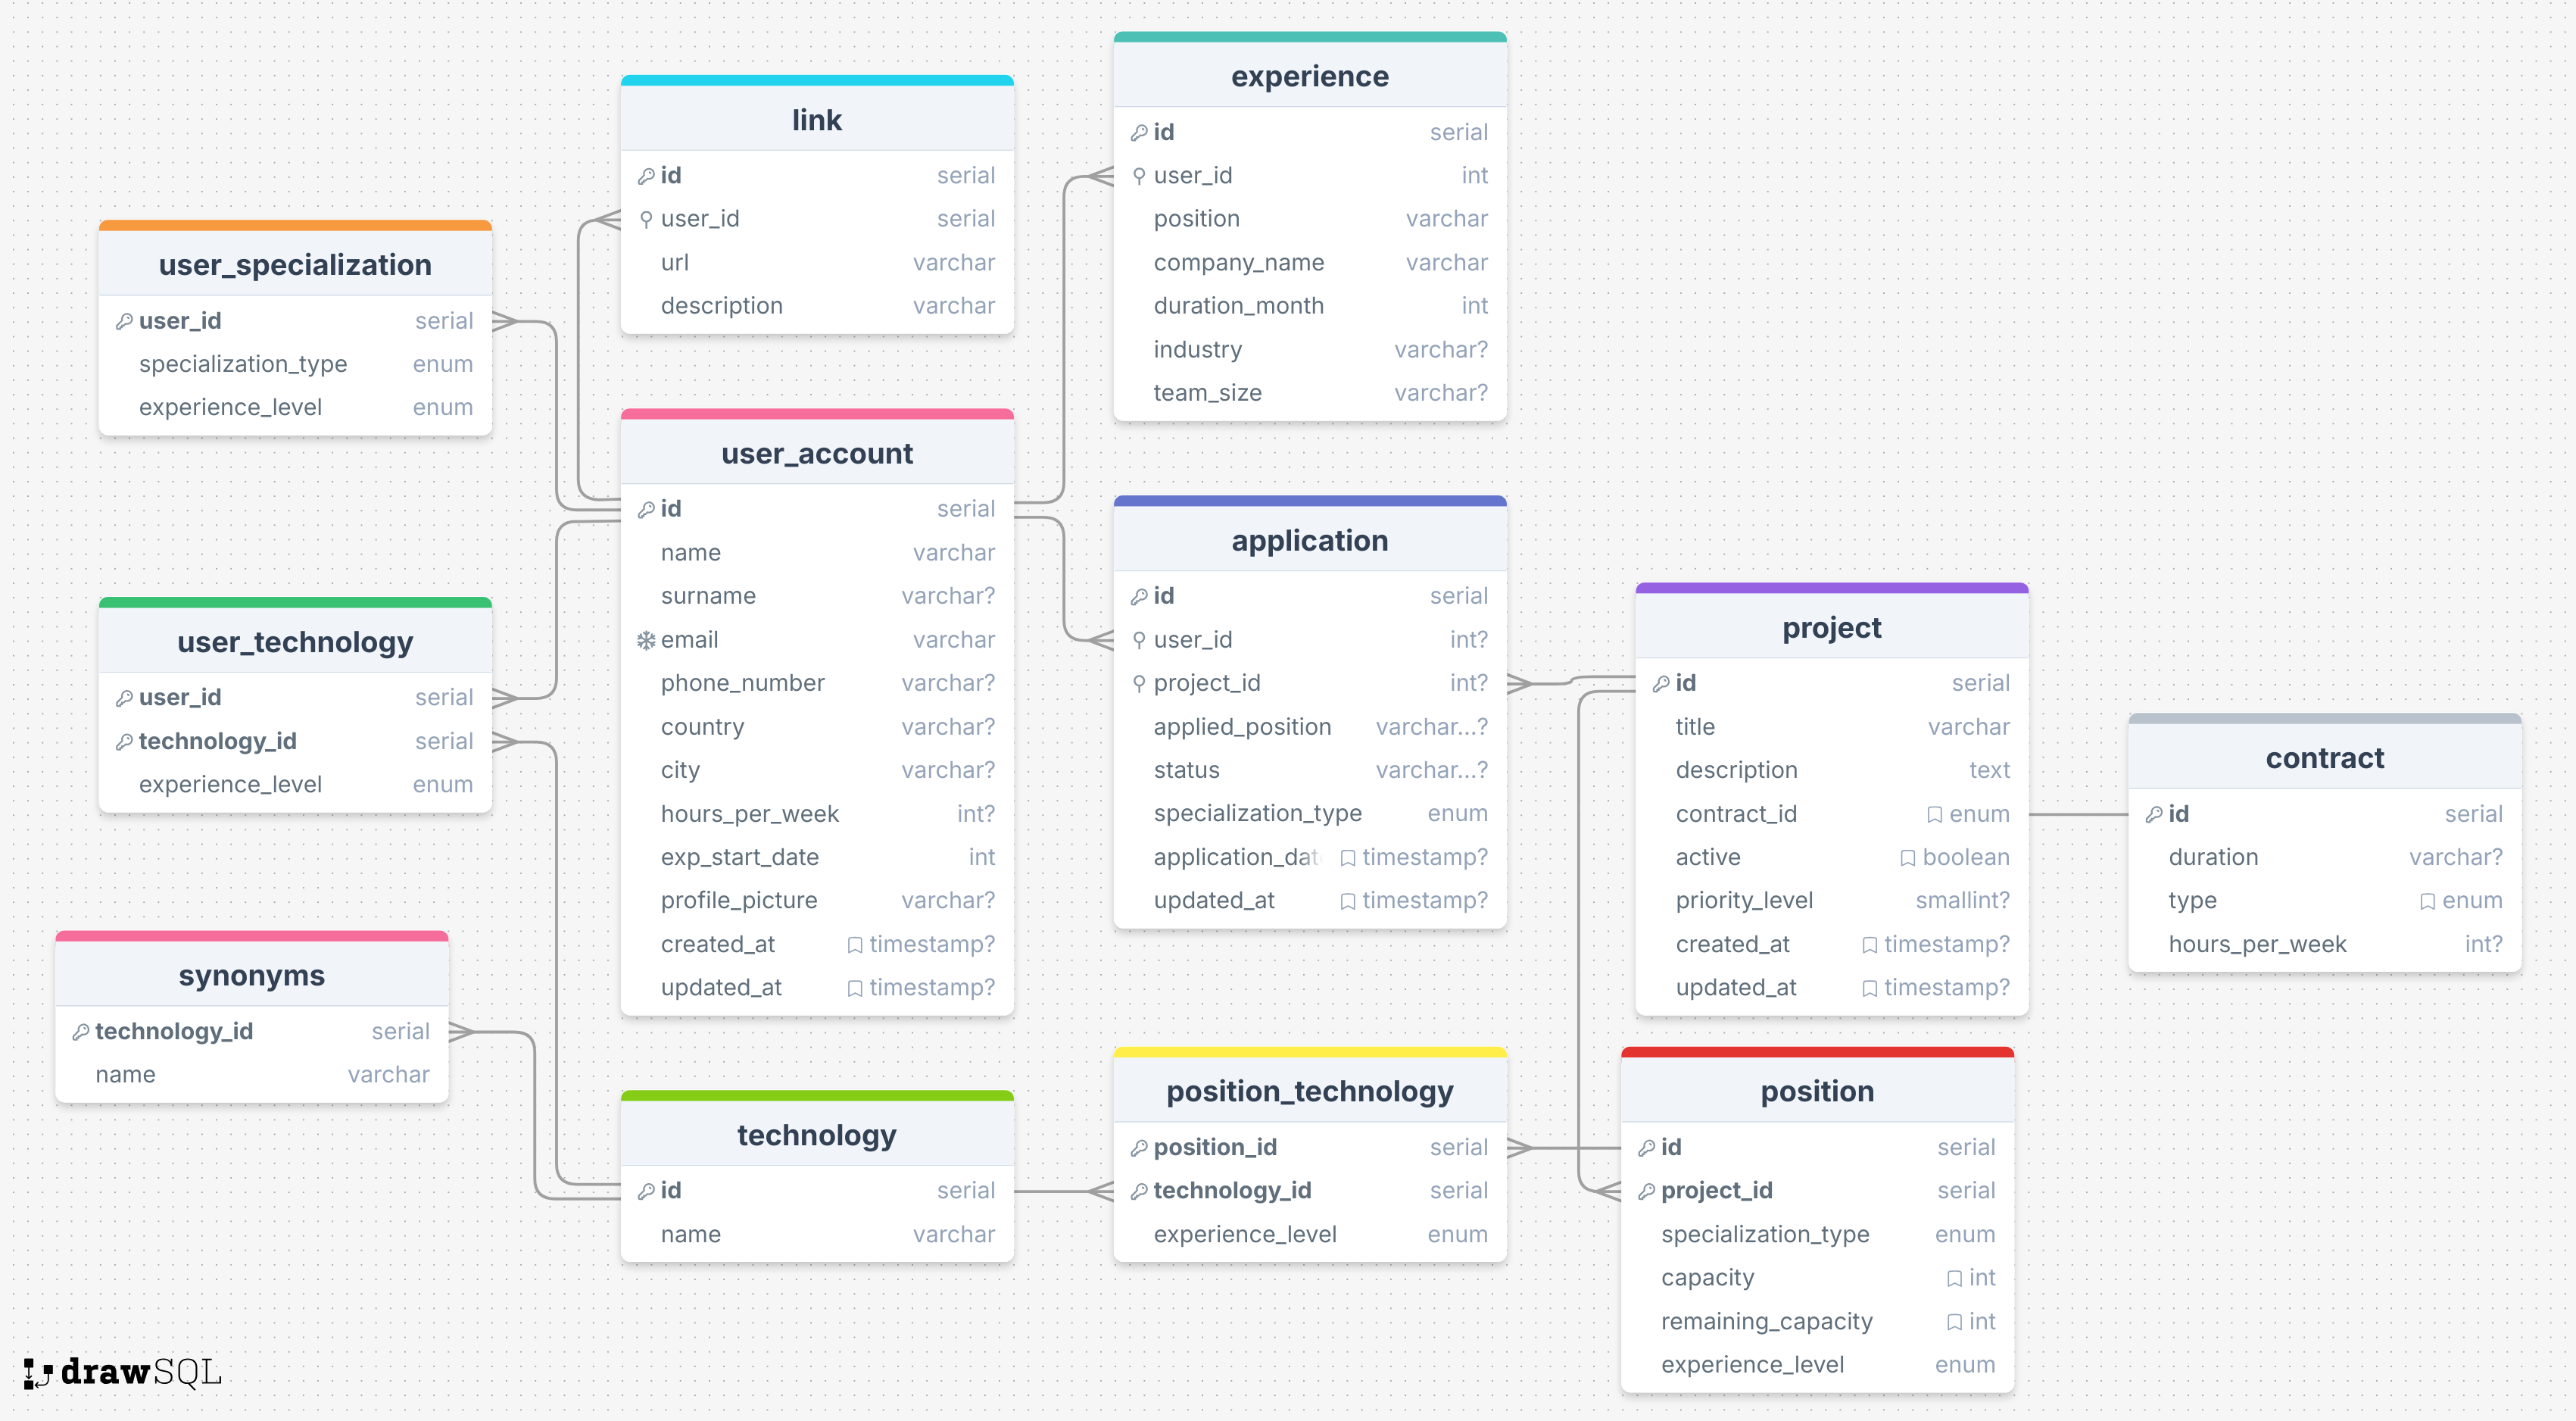 link
id serial
user_id serial
url varchar
description varchar
experience
id serial
user_id int
position varchar
company_name varchar
duration_month int
industry varchar?
team_size varchar?
user_specialization
user_id serial
specialization_type enum
experience_level enum
user_account
id serial
name varchar
surname varchar?
email varchar
phone_number varchar?
country varchar?
city varchar?
hours_per_week int?
exp_start_date int
profile_picture varchar?
created_at timestamp?
updated_at timestamp?
application
id serial
user_id int?
project_id int?
applied_position varchar...?
status varchar...?
specialization_type enum
application_dat timestamp?
updated_at timestamp?
user_technology
user_id serial
technology_id serial
experience_level enum
project
id serial
title varchar
description text
contract_id enum
active boolean
priority_level smallint?
created_at timestamp?
updated_at timestamp?
contract
id serial
duration varchar?
type enum
hours_per_week int?
synonyms
technology_id serial
name varchar
technology
id serial
name varchar
position_technology
position_id serial
technology_id serial
experience_level enum
position
id serial
project_id serial
specialization_type enum
capacity int
remaining_capacity int
experience_level enum
drawSQL